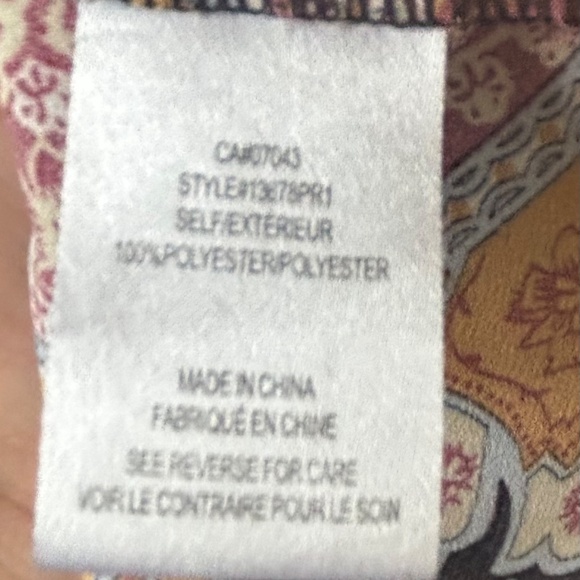 CA#07043
STYLE#13678PR1
SELF/EXTÉRIEUR
100%POLYESTER/POLYESTER
MADE IN CHINA
FABRIQUÉ EN CHINE
SEE REVERSE FOR CARE
VOIR LE CONTRAIRE POUR LE SOIN